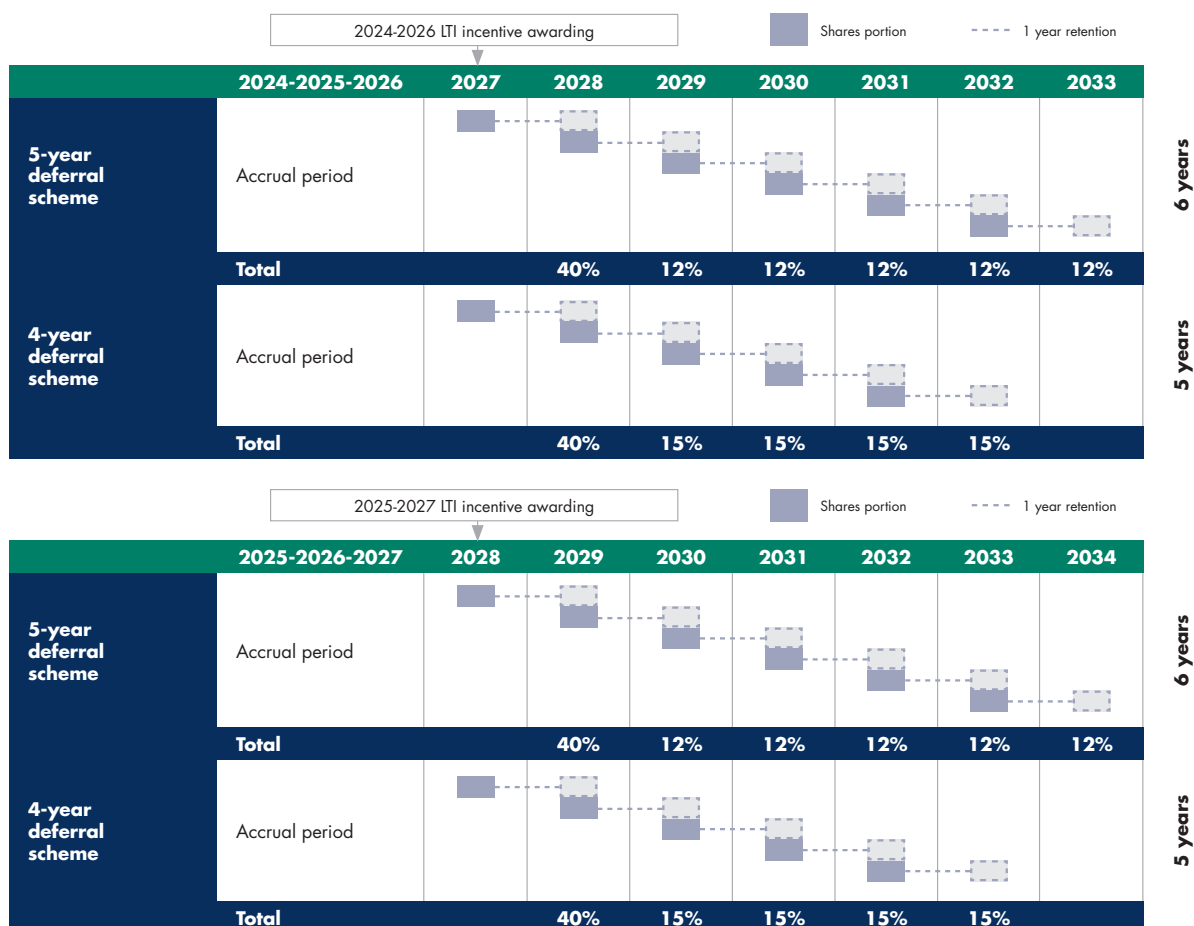 2024-2026 LTI incentive awarding
Shares portion
1 year retention
2024-2025-2026 2027 2028 2029 2030 2031 2032 2033
5-year
deferral
scheme
Accrual period
6 years
Total 40% 12% 12% 12% 12% 12%
4-year
deferral
scheme
Accrual period
5 years
Total 40% 15% 15% 15% 15%
2025-2027 LTI incentive awarding
Shares portion
1 year retention
2025-2026-2027 2028 2029 2030 2031 2032 2033 2034
5-year
deferral
scheme
Accrual period
6 years
Total 40% 12% 12% 12% 12% 12%
4-year
deferral
scheme
Accrual period
5 years
Total 40% 15% 15% 15% 15%